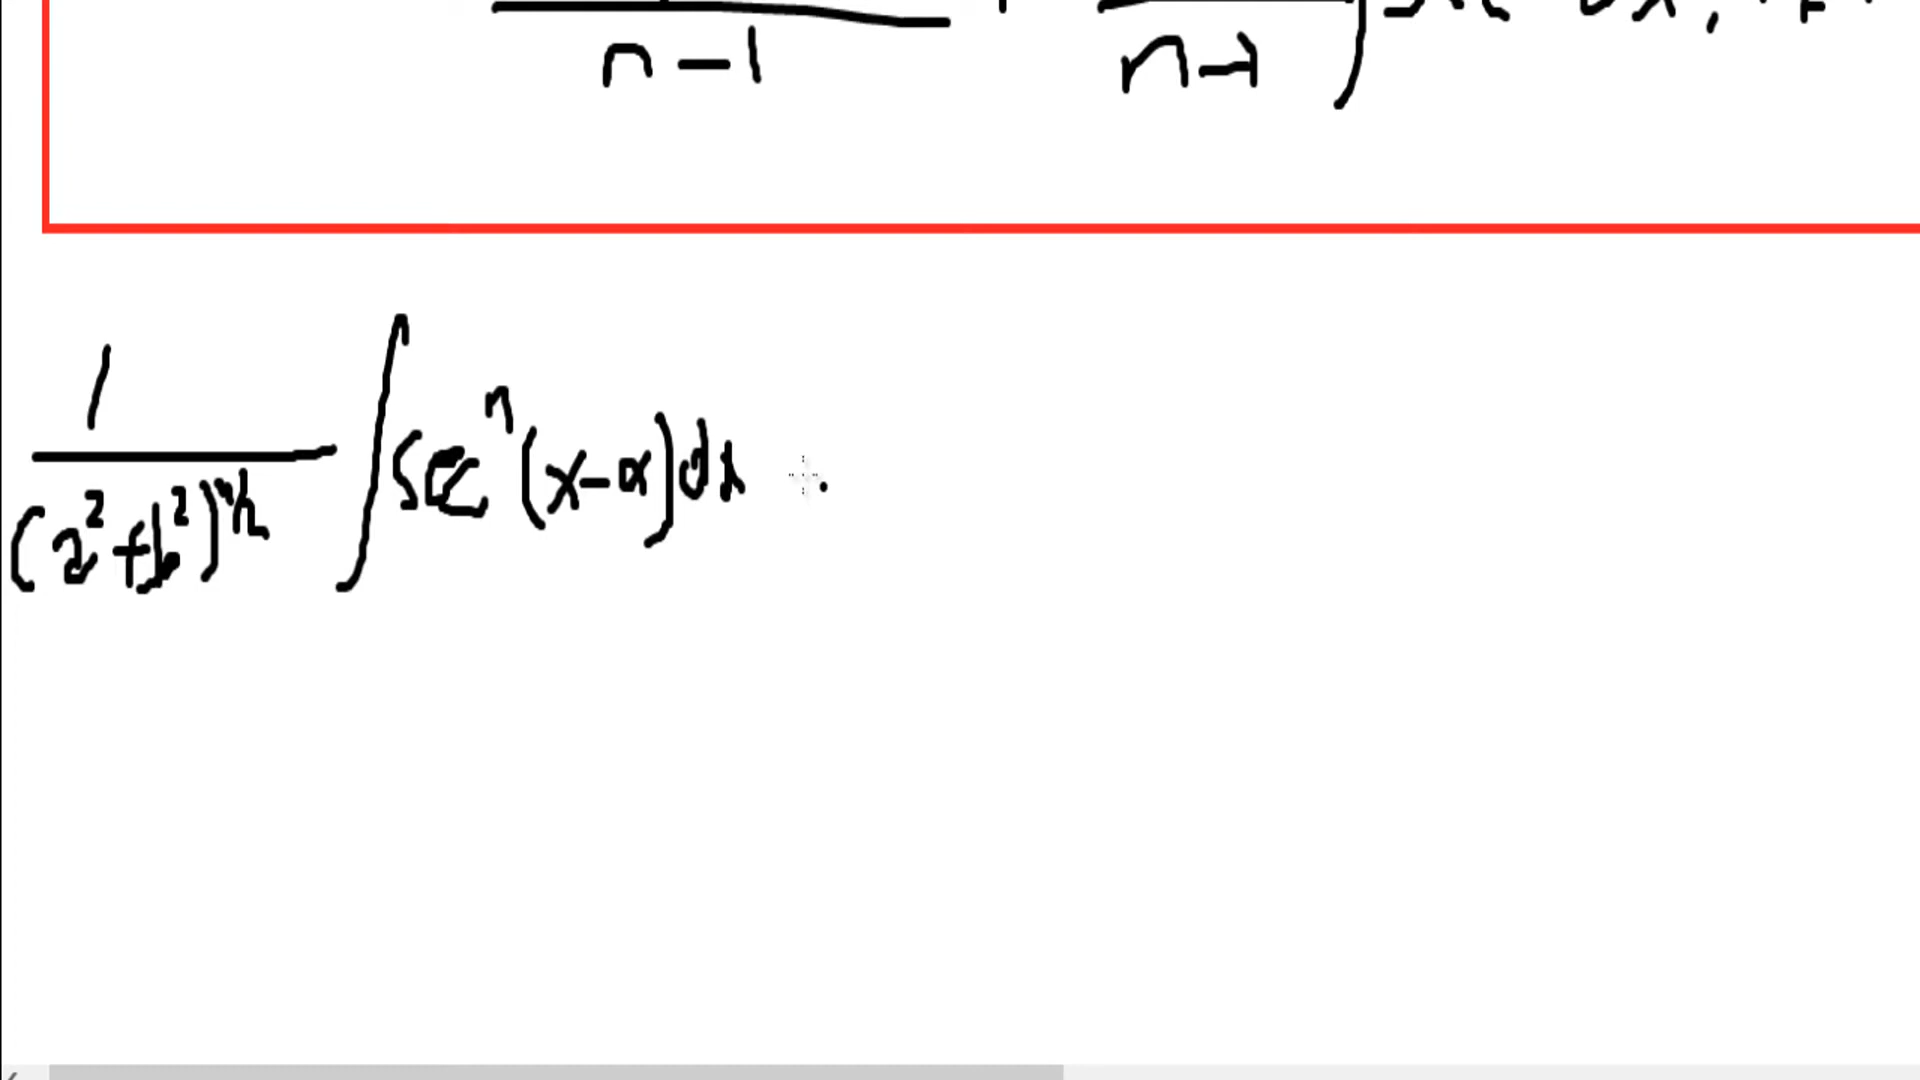 n-1 n-1
1/(a²+b²)^(n/2) ∫ sec^n (x-α)dx .